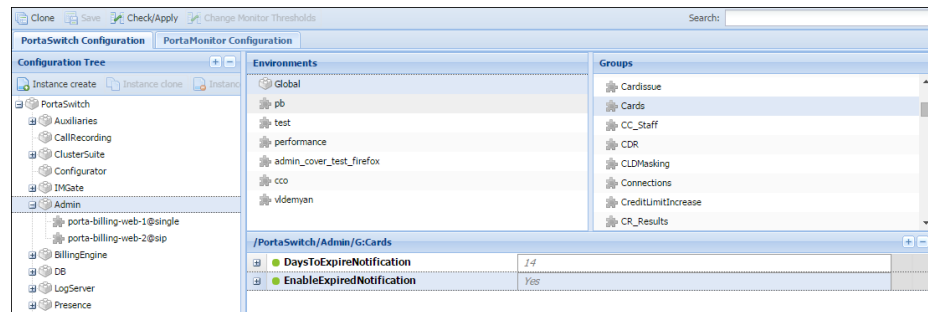 Clone Save Check/Apply Change Monitor Thresholds Search:
PortaSwitch Configuration PortaMonitor Configuration
Configuration Tree
Instance create Instance clone Instanc
PortaSwitch
Auxiliaries
CallRecording
ClusterSuite
Configurator
IMGate
Admin
porta-billing-web-1@single
porta-billing-web-2@sip
BillingEngine
DB
LogServer
Presence
Environments
Global
pb
test
performance
admin_cover_test_firefox
cco
vldemyan
Groups
Cardissue
Cards
CC_Staff
CDR
CLDMasking
Connections
CreditLimitIncrease
CR_Results
/PortaSwitch/Admin/G:Cards
DaysToExpireNotification 14
EnableExpiredNotification Yes